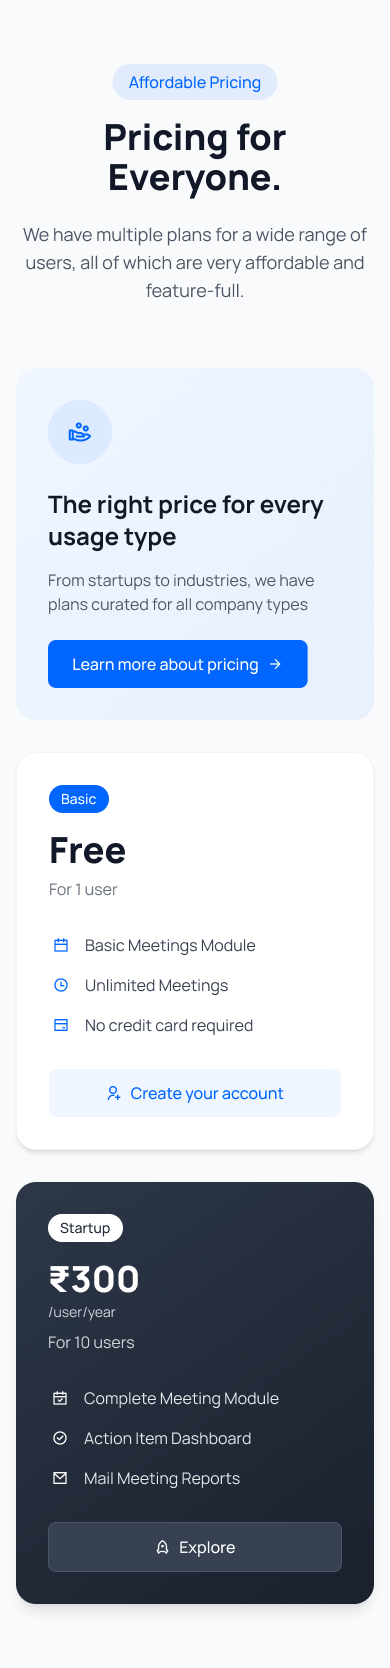 Affordable Pricing
Pricing for
Everyone.
We have multiple plans for a wide range of
users, all of which are very affordable and
feature-full.
The right price for every
usage type
From startups to industries, we have
plans curated for all company types
Learn more about pricing →
Basic
Free
For 1 user
Basic Meetings Module
Unlimited Meetings
No credit card required
Create your account
Startup
₹300
/user/year
For 10 users
Complete Meeting Module
Action Item Dashboard
Mail Meeting Reports
Explore